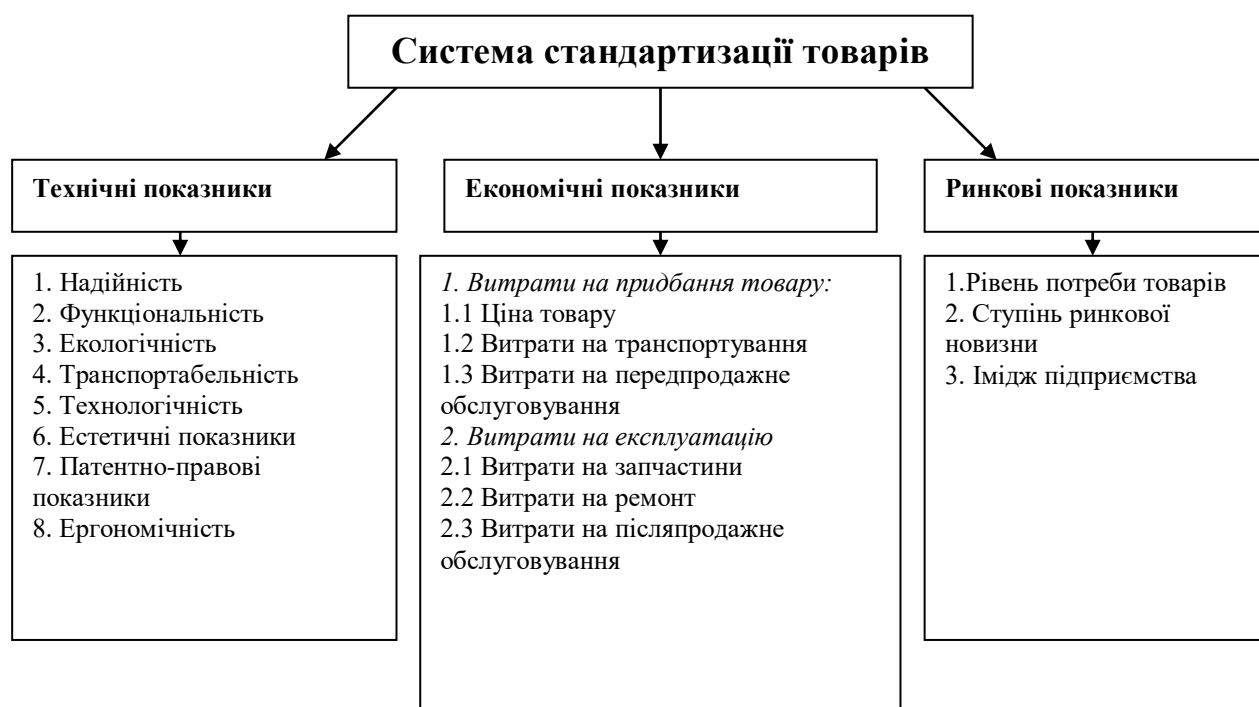 Система стандартизації товарів
Технічні показники
1. Надійність
2. Функціональність
3. Екологічність
4. Транспортабельність
5. Технологічність
6. Естетичні показники
7. Патентно-правові
показники
8. Ергономічність
Економічні показники
1. Витрати на придбання товару:
1.1 Ціна товару
1.2 Витрати на транспортування
1.3 Витрати на передпродажне
обслуговування
2. Витрати на експлуатацію
2.1 Витрати на запчастини
2.2 Витрати на ремонт
2.3 Витрати на післяпродажне
обслуговування
Ринкові показники
1.Рівень потреби товарів
2. Ступінь ринкової
новизни
3. Імідж підприємства